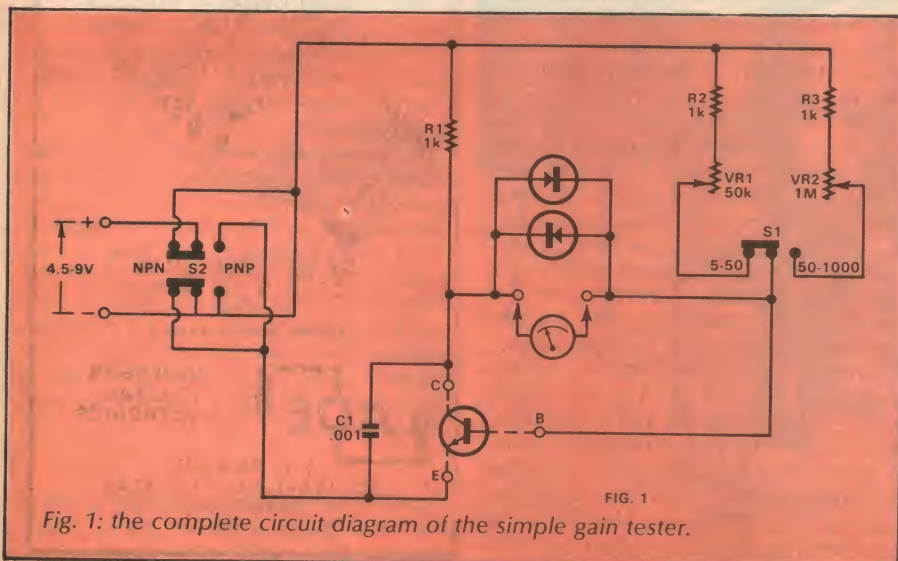 R1
1k
R2
1k
R3
1k
VR1
50k
VR2
1M
S1
5-50
50-1000
+
4.5-9V
-
NPN
S2
PNP
C
B
E
C1
.001
FIG. 1
Fig. 1: the complete circuit diagram of the simple gain tester.